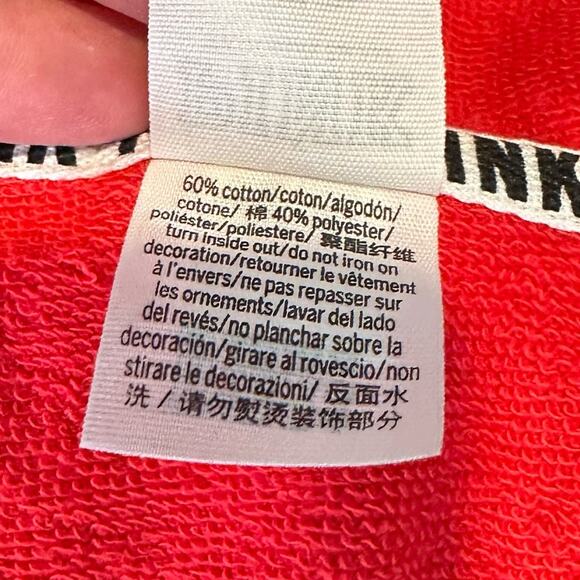 INK
60% cotton/coton/algodón/
cotone/ 棉 40% polyester/
poliéster/poliestere/ 聚酯纤维
turn inside out/do not iron on
decoration/retourner le vêtement
à l'envers/ne pas repasser sur
les ornements/lavar del lado
del revés/no planchar sobre la
decoración/girare al rovescio/non
stirare le decorazioni/ 反面水
洗/请勿熨烫装饰部分